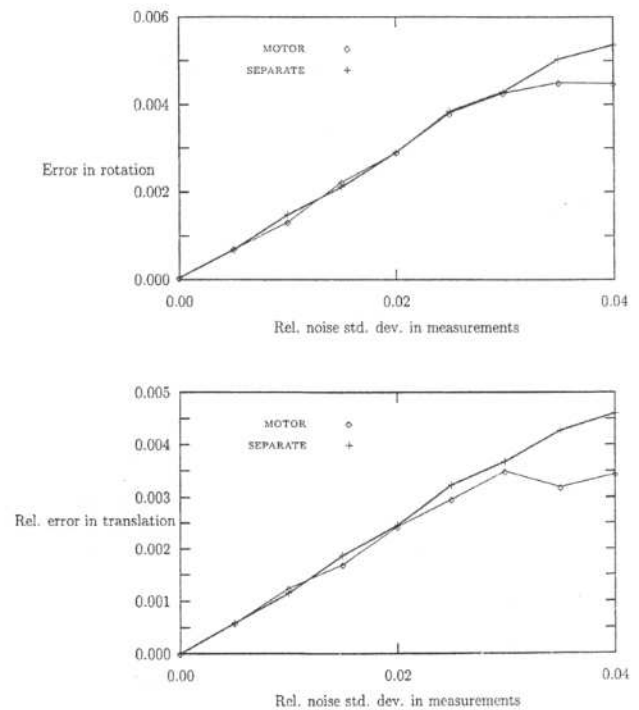 0.006
MOTOR
SEPARATE
0.004
Error in rotation
0.002
0.000
0.00 0.02 0.04
Rel. noise std. dev. in measurements
0.005
MOTOR
SEPARATE
0.004
0.003
Rel. error in translation
0.002
0.001
0.000
0.00 0.02 0.04
Rel. noise std. dev. in measurements